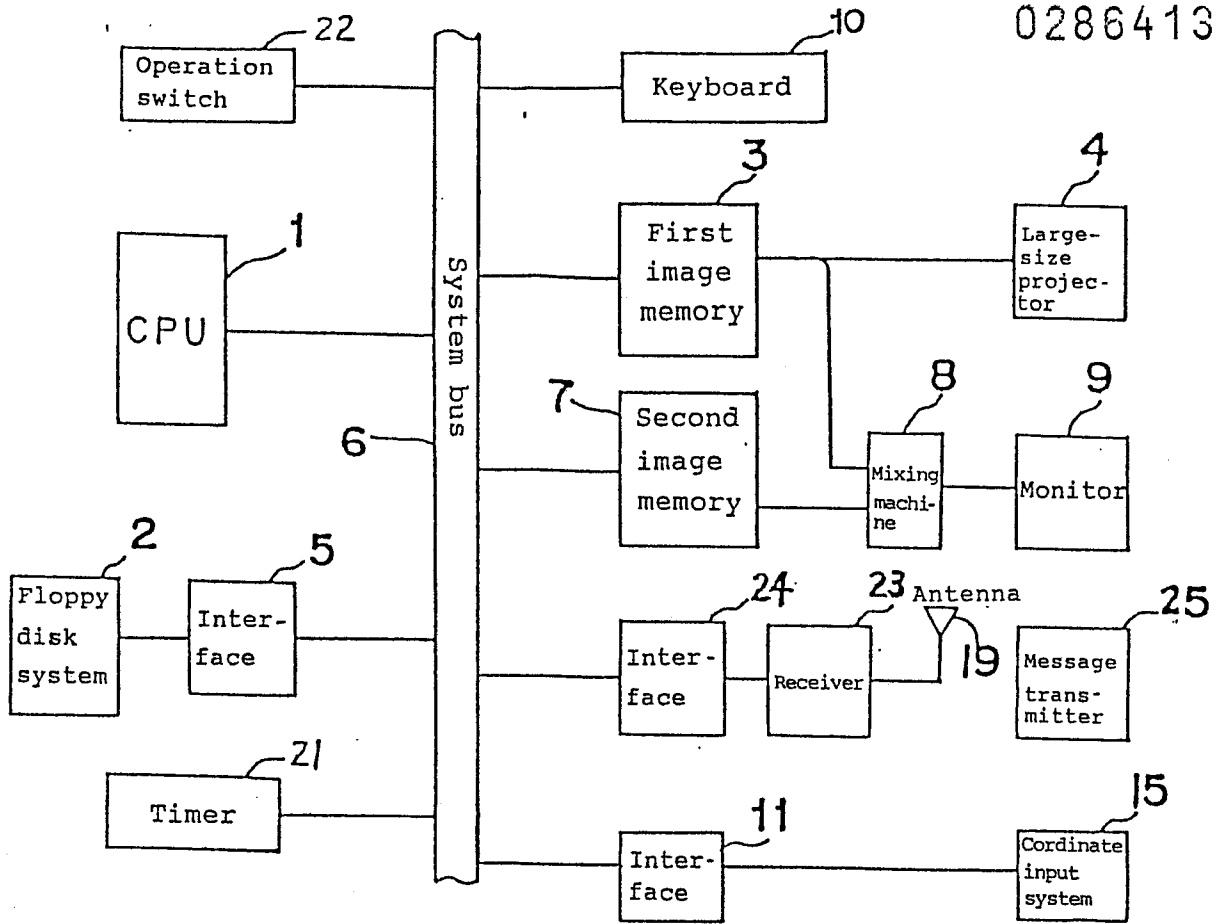 0286413
22
Operation
switch
10
Keyboard
3
First
image
memory
4
Large-
size
projec-
tor
1
CPU
System bus
6
7
Second
image
memory
8
Mixing
machi-
ne
9
Monitor
2
Floppy
disk
system
5
Inter-
face
24
Inter-
face
23
Receiver
Antenna
19
25
Message
trans-
mitter
21
Timer
11
Inter-
face
15
Cordinate
input
system